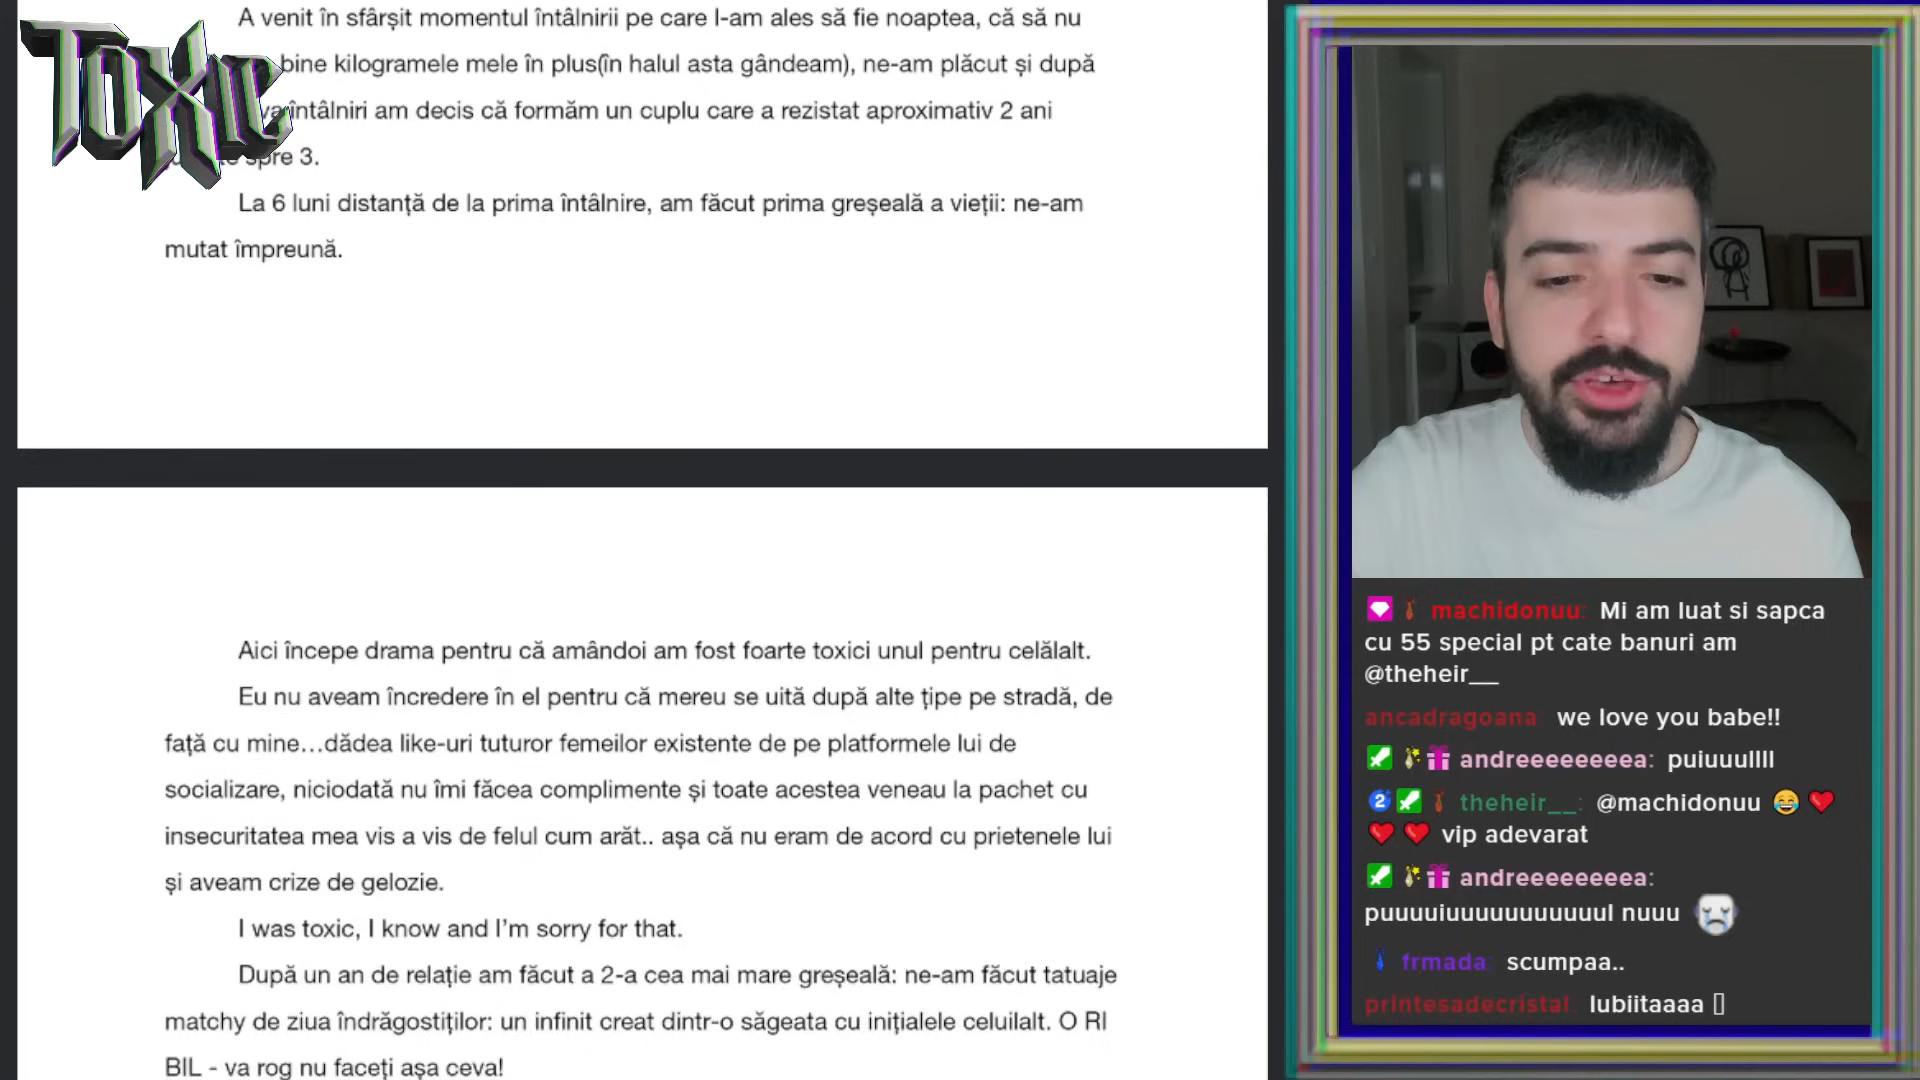 TOXIC
A venit în sfârșit momentul întâlnirii pe care l-am ales să fie noaptea, că să nu
bine kilogramele mele în plus(în halul asta gândeam), ne-am plăcut și după
va întâlniri am decis că formăm un cuplu care a rezistat aproximativ 2 ani
spre 3.
La 6 luni distanță de la prima întâlnire, am făcut prima greșeală a vieții: ne-am
mutat împreună.
Aici începe drama pentru că amândoi am fost foarte toxici unul pentru celălalt.
Eu nu aveam încredere în el pentru că mereu se uită după alte țipe pe stradă, de
față cu mine…dădea like-uri tuturor femeilor existente de pe platformele lui de
socializare, niciodată nu îmi făcea complimente și toate acestea veneau la pachet cu
insecuritatea mea vis a vis de felul cum arăt.. așa că nu eram de acord cu prietenele lui
și aveam crize de gelozie.
I was toxic, I know and I’m sorry for that.
După un an de relație am făcut a 2-a cea mai mare greșeală: ne-am făcut tatuaje
matchy de ziua îndrăgostiților: un infinit creat dintr-o săgeata cu inițialele celuilalt. O RI
BIL - va rog nu faceți așa ceva!
machidonuu: Mi am luat si sapca
cu 55 special pt cate banuri am
@theheir__
ancadragoana: we love you babe!!
andreeeeeeeea: puiuuullll
2 theheir__: @machidonuu 😂 ❤️
❤️ ❤️ vip adevarat
andreeeeeeeea:
puuuuiuuuuuuuuuuul nuuu
frmada: scumpaa..
printesadecristal: Iubiitaaaa